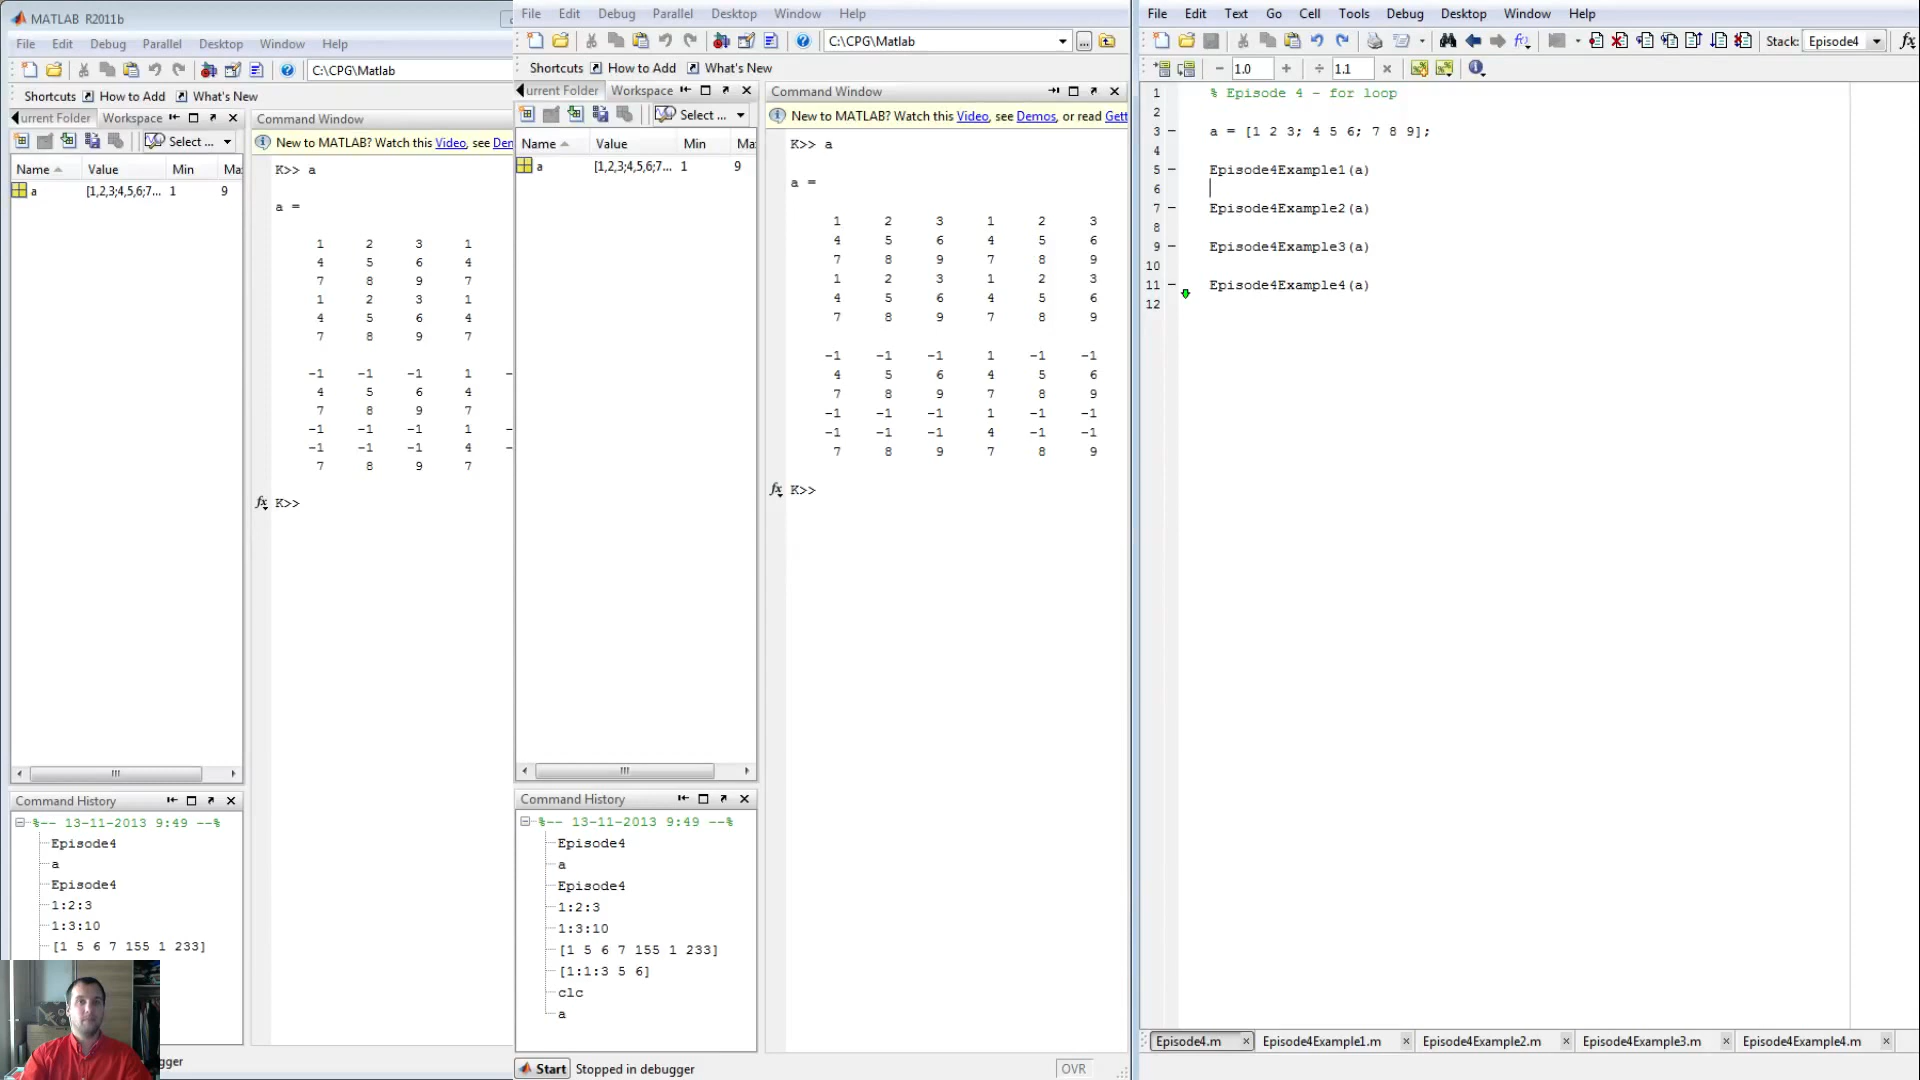 MATLAB R2011b
File Edit Debug Parallel Desktop Window Help
C:\CPG\Matlab
Shortcuts How to Add What's New
urrent Folder Workspace
Select ...
Name Value Min Ma
a [1,2,3;4,5,6;7... 1 9
Command Window
New to MATLAB? Watch this Video, see Den
K>> a
a =
1 2 3 1
4 5 6 4
7 8 9 7
1 2 3 1
4 5 6 4
7 8 9 7
-1 -1 -1 1 -
4 5 6 4
7 8 9 7
-1 -1 -1 1 -
-1 -1 -1 4 -
7 8 9 7
fx K>>
Command History
%-- 13-11-2013 9:49 --%
Episode4
a
Episode4
1:2:3
1:3:10
[1 5 6 7 155 1 233]
gger
File Edit Debug Parallel Desktop Window Help
C:\CPG\Matlab
Shortcuts How to Add What's New
urrent Folder Workspace
Select ...
Name Value Min Ma
a [1,2,3;4,5,6;7... 1 9
Command Window
New to MATLAB? Watch this Video, see Demos, or read Gett
K>> a
a =
1 2 3 1 2 3
4 5 6 4 5 6
7 8 9 7 8 9
1 2 3 1 2 3
4 5 6 4 5 6
7 8 9 7 8 9
-1 -1 -1 1 -1 -1
4 5 6 4 5 6
7 8 9 7 8 9
-1 -1 -1 1 -1 -1
-1 -1 -1 4 -1 -1
7 8 9 7 8 9
fx K>>
Command History
%-- 13-11-2013 9:49 --%
Episode4
a
Episode4
1:2:3
1:3:10
[1 5 6 7 155 1 233]
[1:1:3 5 6]
clc
a
Start Stopped in debugger OVR
File Edit Text Go Cell Tools Debug Desktop Window Help
Stack: Episode4 fx
− 1.0 + ÷ 1.1 ×
1 % Episode 4 - for loop
2
3 − a = [1 2 3; 4 5 6; 7 8 9];
4
5 − Episode4Example1(a)
6
7 − Episode4Example2(a)
8
9 − Episode4Example3(a)
10
11 − Episode4Example4(a)
12
Episode4.m × Episode4Example1.m × Episode4Example2.m × Episode4Example3.m × Episode4Example4.m ×